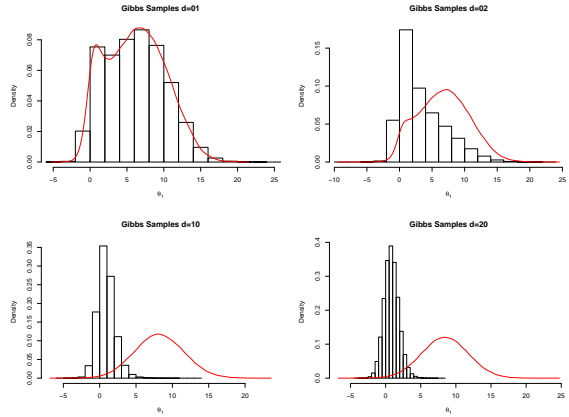 Gibbs Samples d=01
Gibbs Samples d=02
Density
0.00 0.04 0.08
−5 0 5 10 15 20 25
θ1
Density
0.00 0.05 0.10 0.15
−10 −5 0 5 10 15 20 25
θ1
Gibbs Samples d=10
Gibbs Samples d=20
Density
0.00 0.05 0.10 0.15 0.20 0.25 0.30 0.35
−5 0 5 10 15 20
θ1
Density
0.0 0.1 0.2 0.3 0.4
−5 0 5 10 15 20 25
θ1